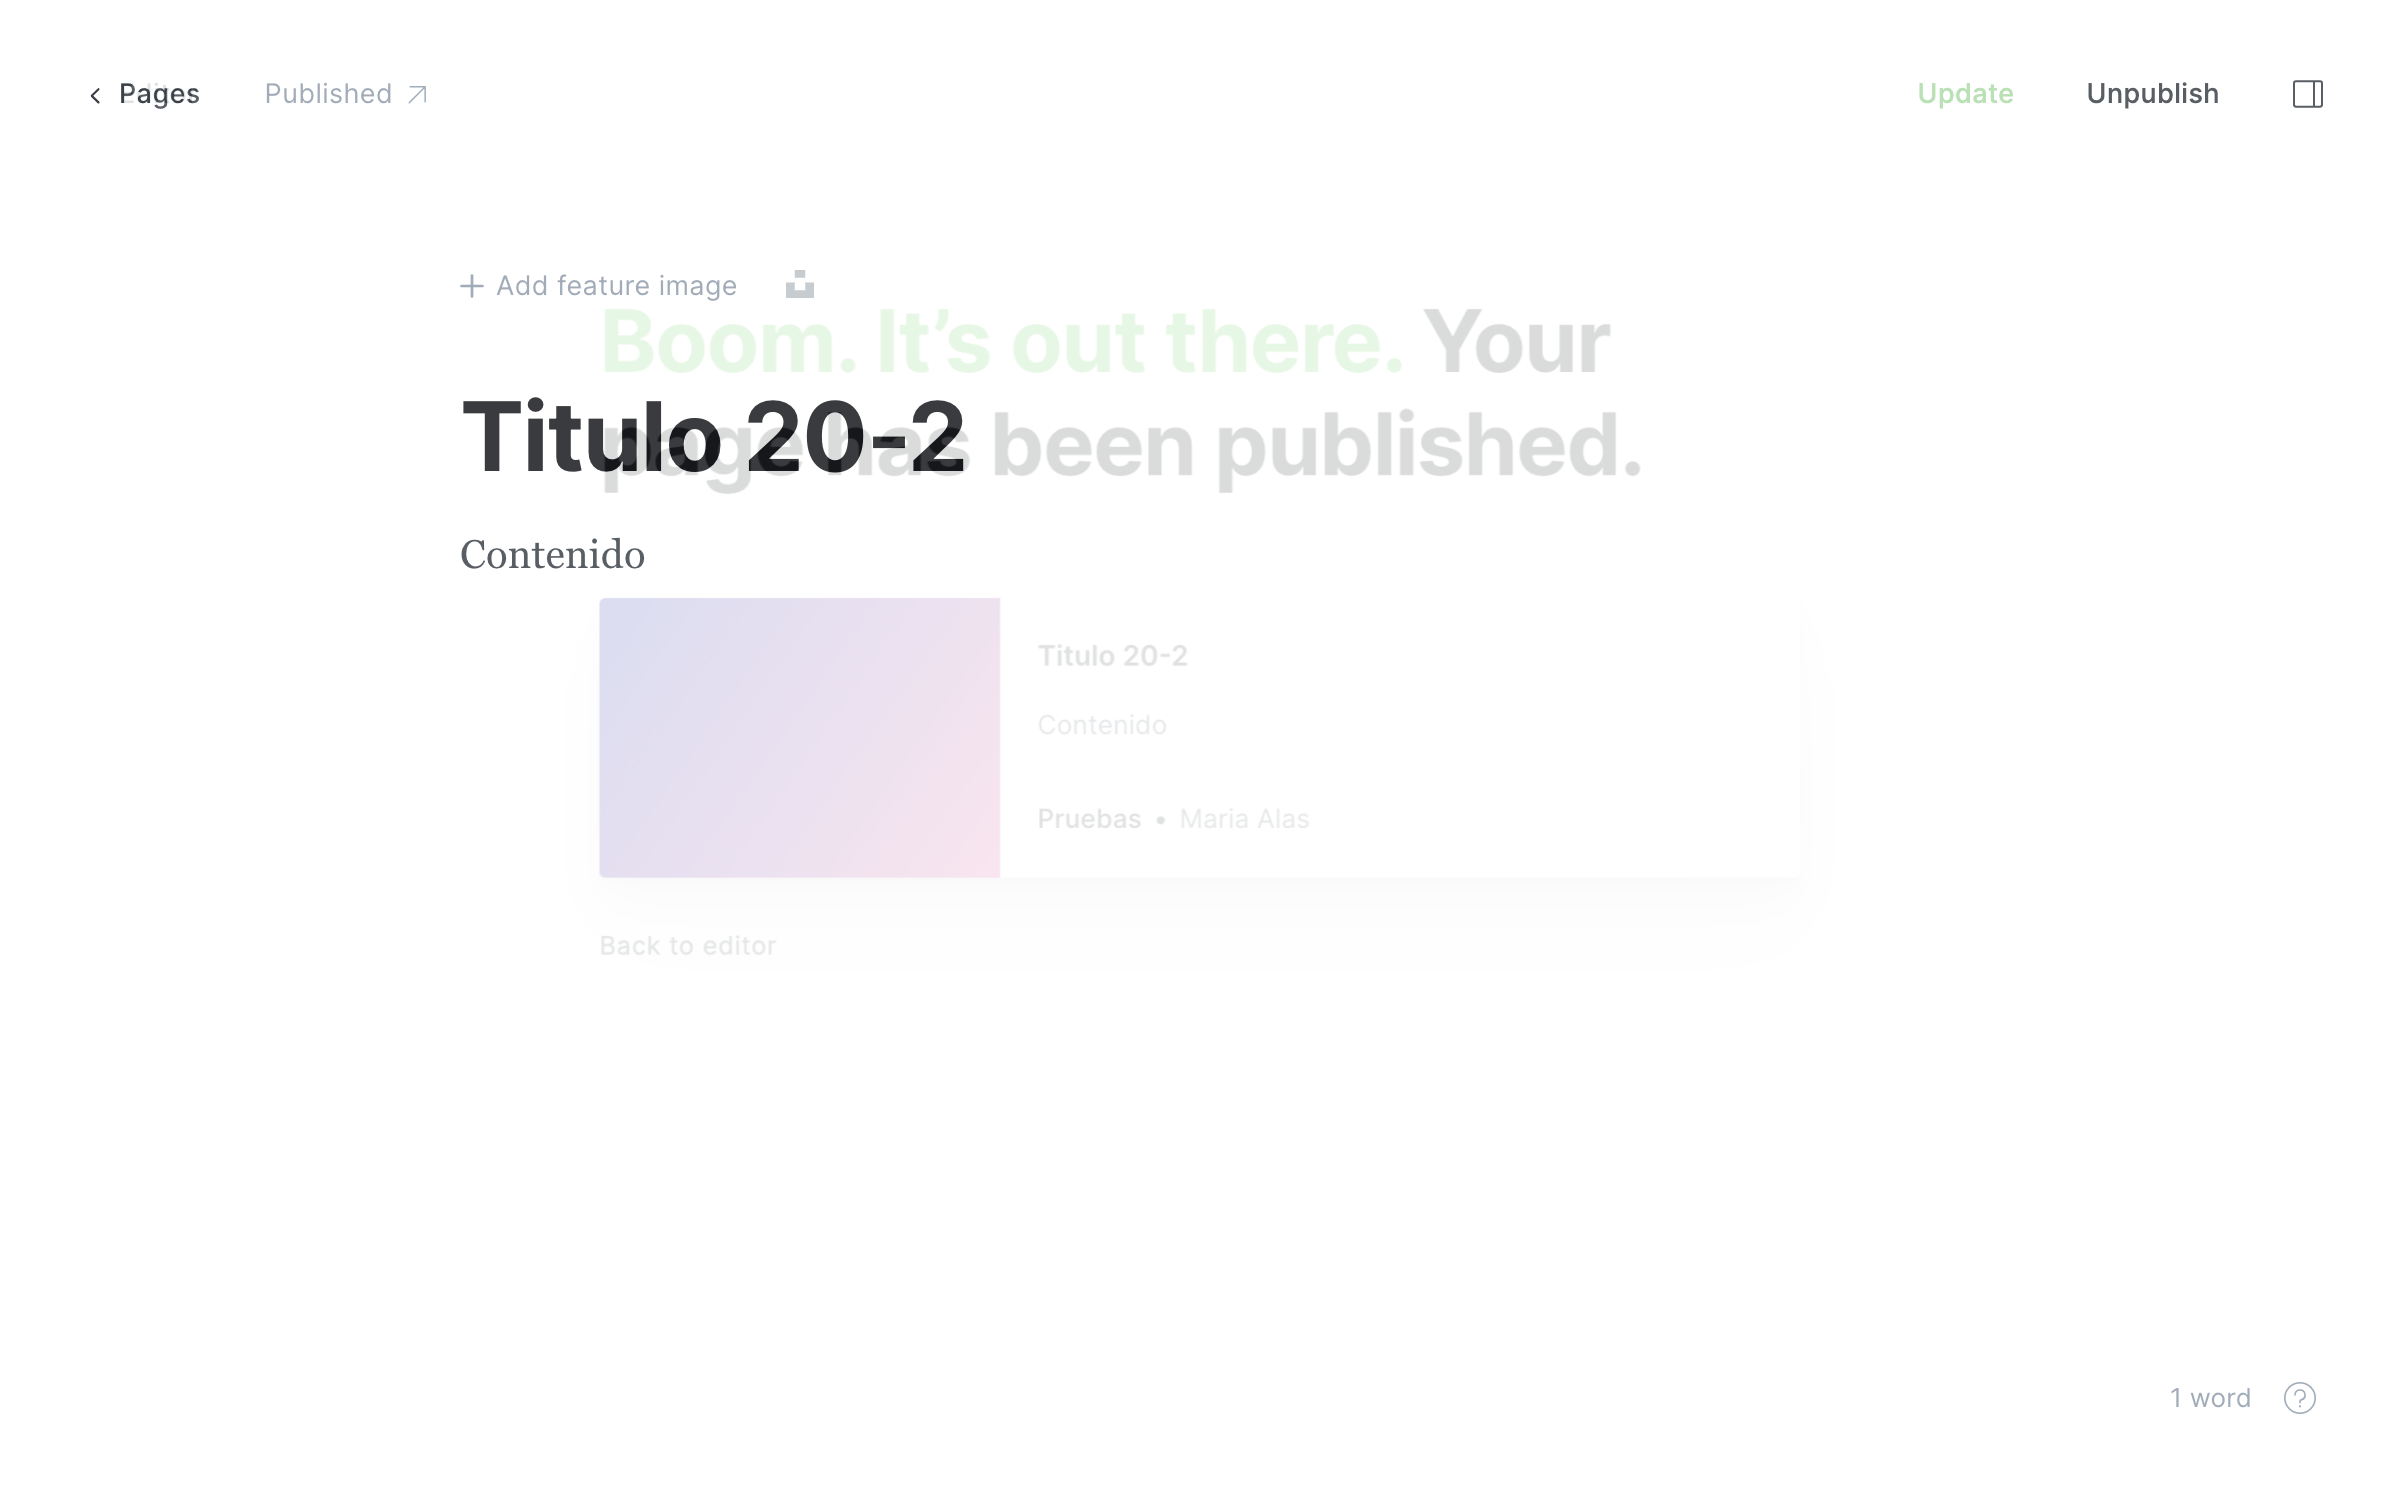 Pages
Published
Update
Unpublish
Add feature image
Boom. It’s out there. Your
page has been published.
Titulo 20-2
Contenido
Titulo 20-2
Contenido
Pruebas • Maria Alas
Back to editor
1 word